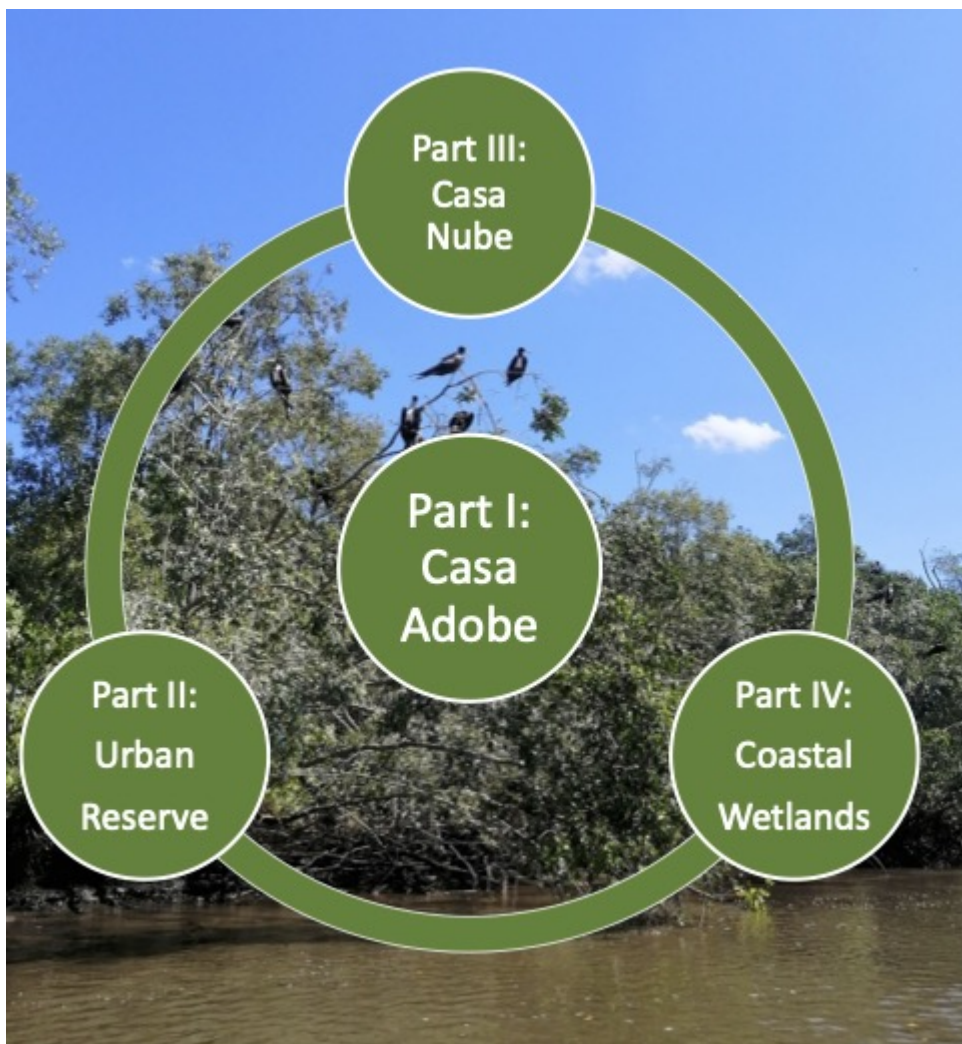 Part III:
Casa
Nube
Part I:
Casa
Adobe
Part II:
Urban
Reserve
Part IV:
Coastal
Wetlands